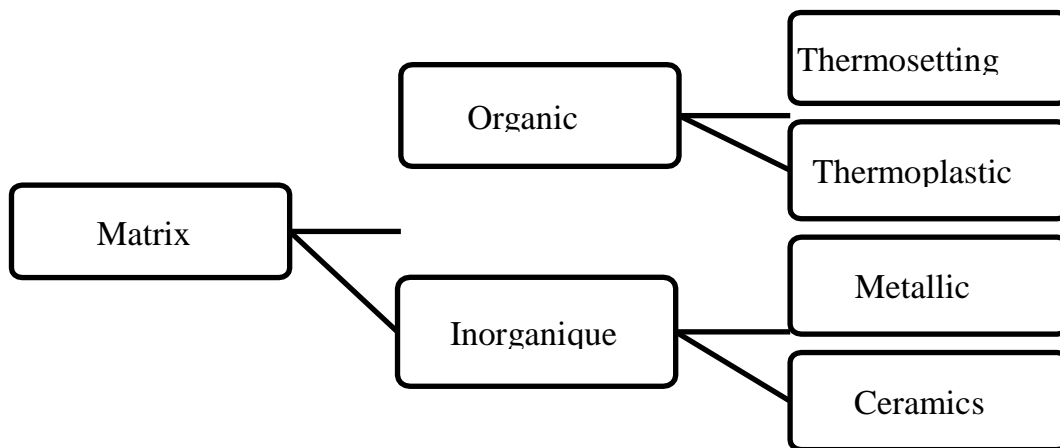 Thermosetting
Organic
Thermoplastic
Matrix
Metallic
Inorganique
Ceramics